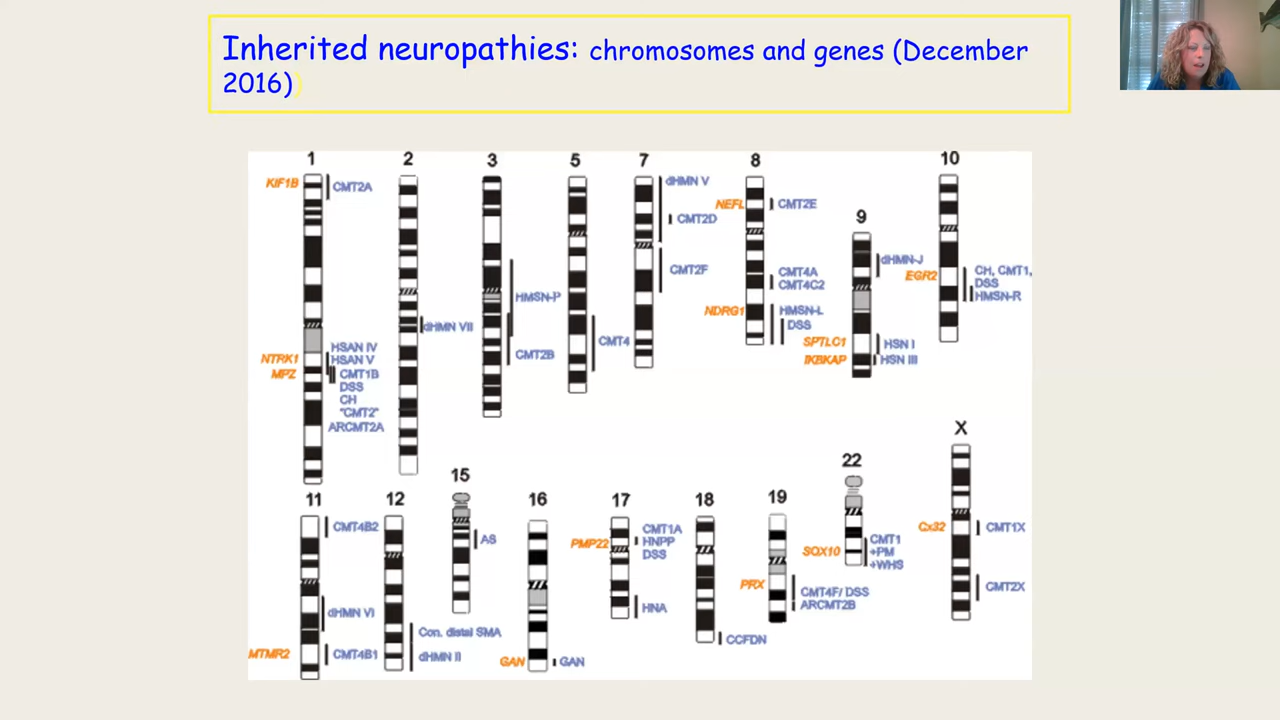 Inherited neuropathies: chromosomes and genes (December
2016))
1
2
3
5
7
8
9
10
KIF1B
CMT2A
NTRK1
MPZ
HSAN IV
HSAN V
CMT1B
DSS
CH
"CMT2"
ARCMT2A
dHMN VII
HMSN-P
CMT2B
CMT4
dHMN V
CMT2D
CMT2F
NEFL
CMT2E
CMT4A
CMT4C2
NDRG1
HMSN-L
DSS
dHMN-J
SPTLC1
HSN I
IKBKAP
HSN III
EGR2
CH, CMT1,
DSS
HMSN-R
11
12
15
16
17
18
19
22
X
CMT4B2
dHMN VI
MTMR2
CMT4B1
Con. distal SMA
dHMN II
AS
GAN
GAN
PMP22
CMT1A
HNPP
DSS
HNA
CCFDN
PRX
CMT4F/ DSS
ARCMT2B
SOX10
CMT1
+PM
+WHS
Cx32
CMT1X
CMT2X